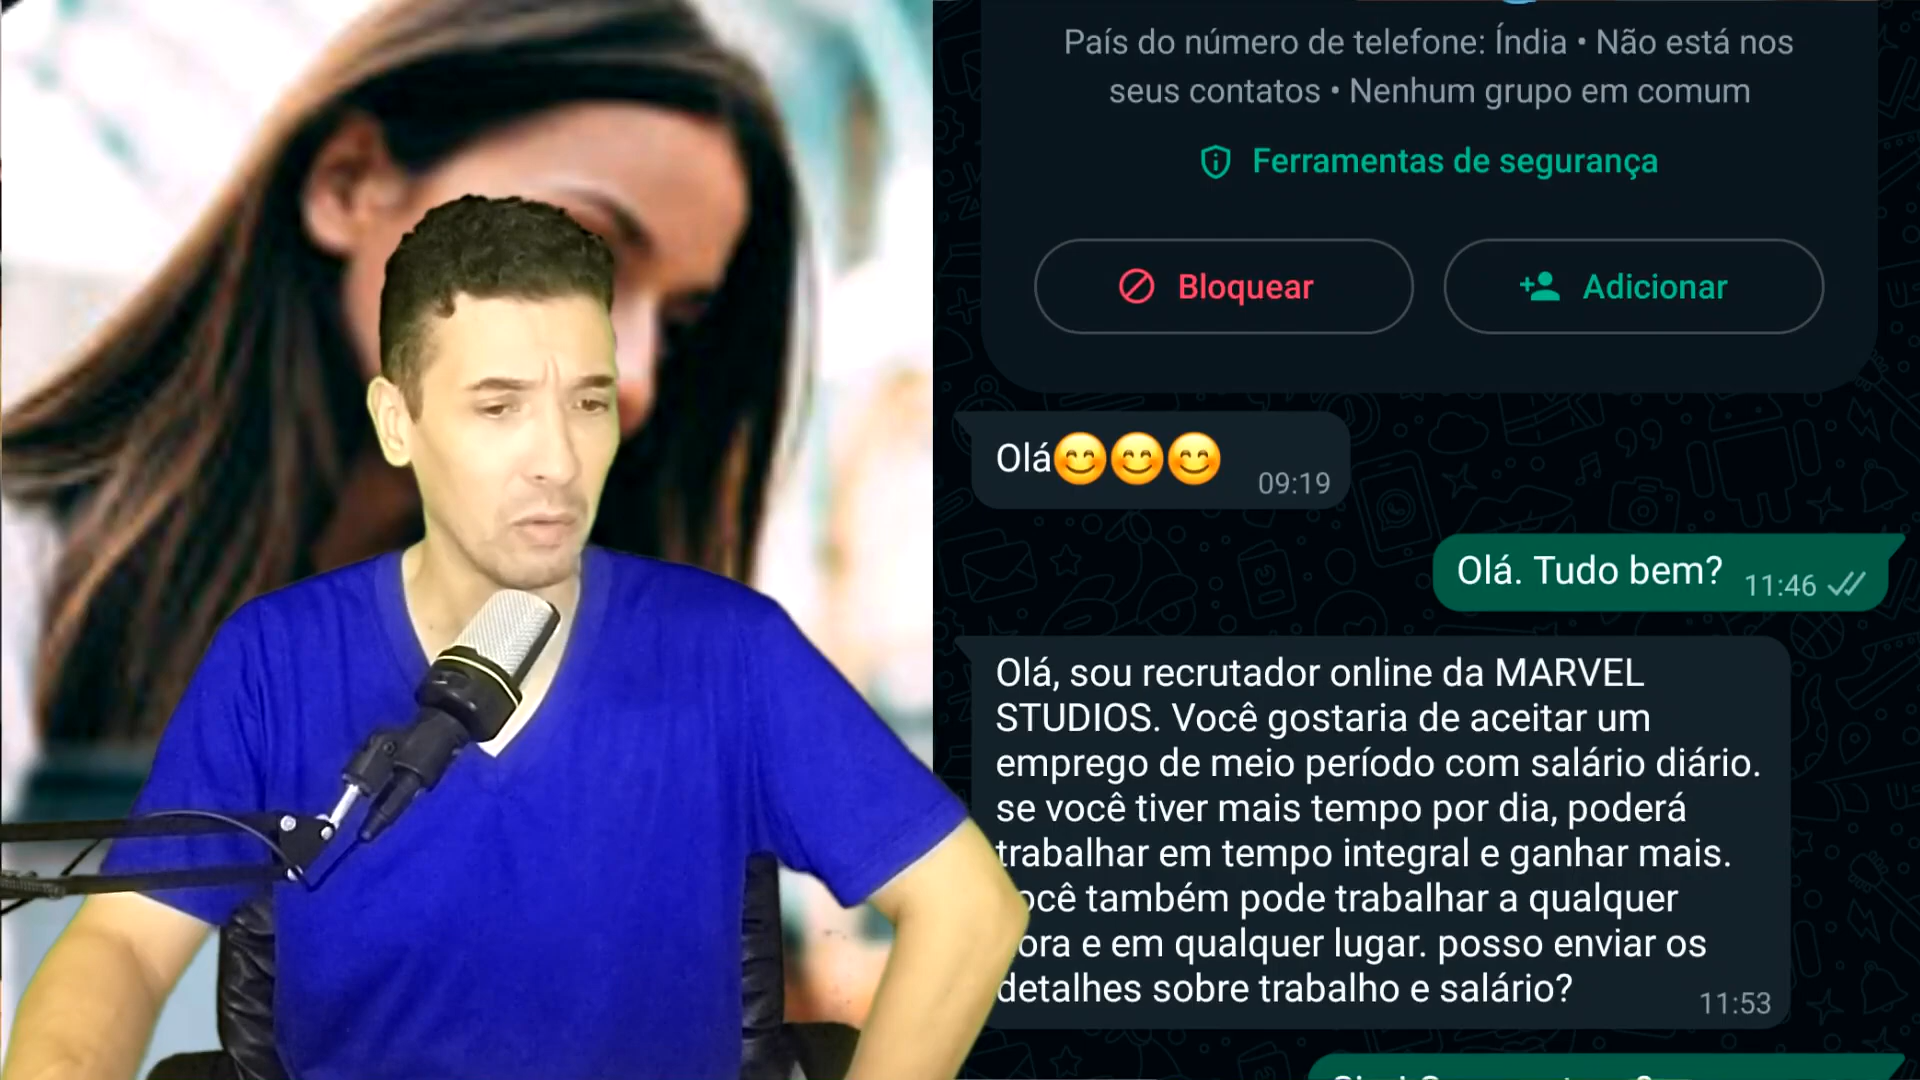 País do número de telefone: Índia • Não está nos
seus contatos • Nenhum grupo em comum
Ferramentas de segurança
Bloquear
Adicionar
Olá😊😊😊
09:19
Olá. Tudo bem?
11:46
Olá, sou recrutador online da MARVEL
STUDIOS. Você gostaria de aceitar um
emprego de meio período com salário diário.
se você tiver mais tempo por dia, poderá
trabalhar em tempo integral e ganhar mais.
você também pode trabalhar a qualquer
hora e em qualquer lugar. posso enviar os
detalhes sobre trabalho e salário?
11:53